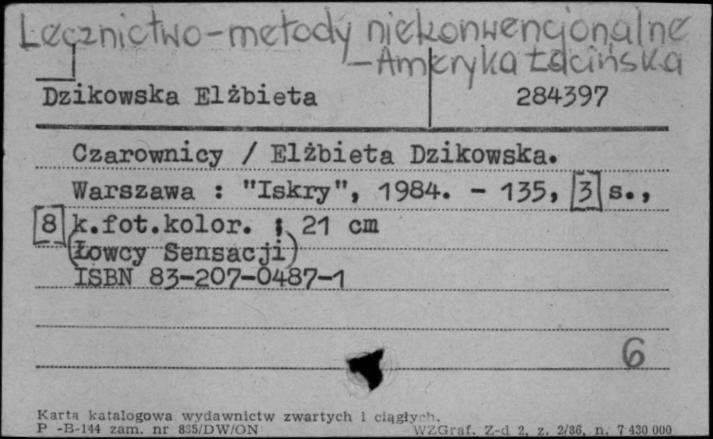 Lecznictwo-metody niekonwencjonalne
-Ameryka Łacińska
Dzikowska Elżbieta 284397
Czarownicy / Elżbieta Dzikowska.
Warszawa : "Iskry", 1984. - 135, [3] s.,
[8] k.fot.kolor. ; 21 cm
(Łowcy Sensacji)
ISBN 83-207-0487-1
6
Karta katalogowa wydawnictw zwartych i ciągłych.
P -B-144 zam. nr 885/DW/ON WZGraf. Z-d 2, z. 2/86, n. 7 430 000